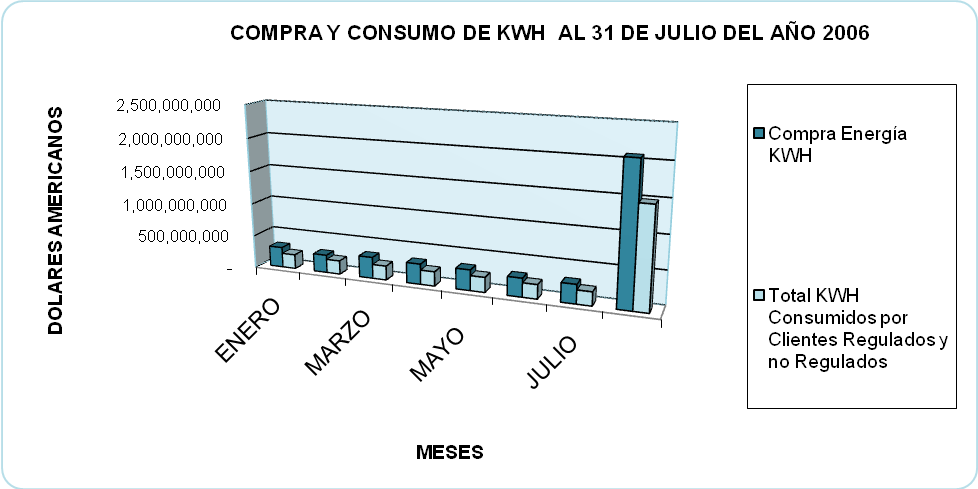 COMPRA Y CONSUMO DE KWH AL 31 DE JULIO DEL AÑO 2006
DOLARES AMERICANOS
2,500,000,000
2,000,000,000
1,500,000,000
1,000,000,000
500,000,000
-
ENERO
MARZO
MAYO
JULIO
MESES
Compra Energía
KWH
Total KWH
Consumidos por
Clientes Regulados y
no Regulados